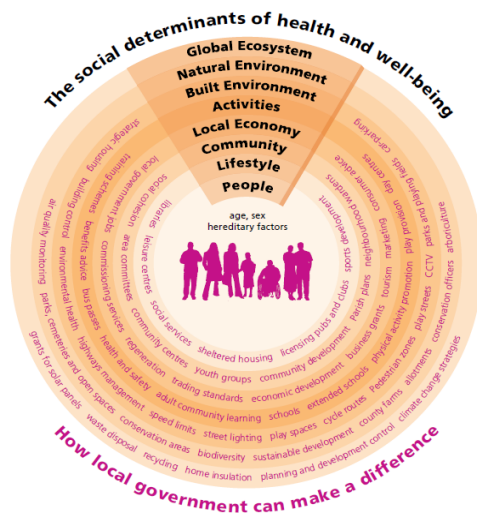 The social determinants of health and well-being
Global Ecosystem
Natural Environment
Built Environment
Activities
Local Economy
Community
Lifestyle
People
age, sex
hereditary factors
libraries
leisure centres
social services
sheltered housing
licensing pubs and clubs
sports development
social cohesion
area committees
community centres
youth groups
community development
Parish plans
neighbourhood wardens
local government jobs
commissioning services
regeneration
trading standards
economic development
business grants
tourism
marketing
consumer advice
training schemes
benefits advice
bus passes
health and safety
adult community learning
schools
extended schools
physical activity promotion
play provision
day centres
strategic housing
building control
environmental health
highways management
speed limits
street lighting
play spaces
cycle routes
Pedestrian zones
play streets
CCTV
parks and playing fields
car-parking
air quality monitoring
parks, cemeteries and open spaces
conservation areas
biodiversity
sustainable development
county farms
allotments
conservation officers
arboriculture
grants for solar panels
waste disposal
recycling
home insulation
planning and development control
climate change strategies
How local government can make a difference